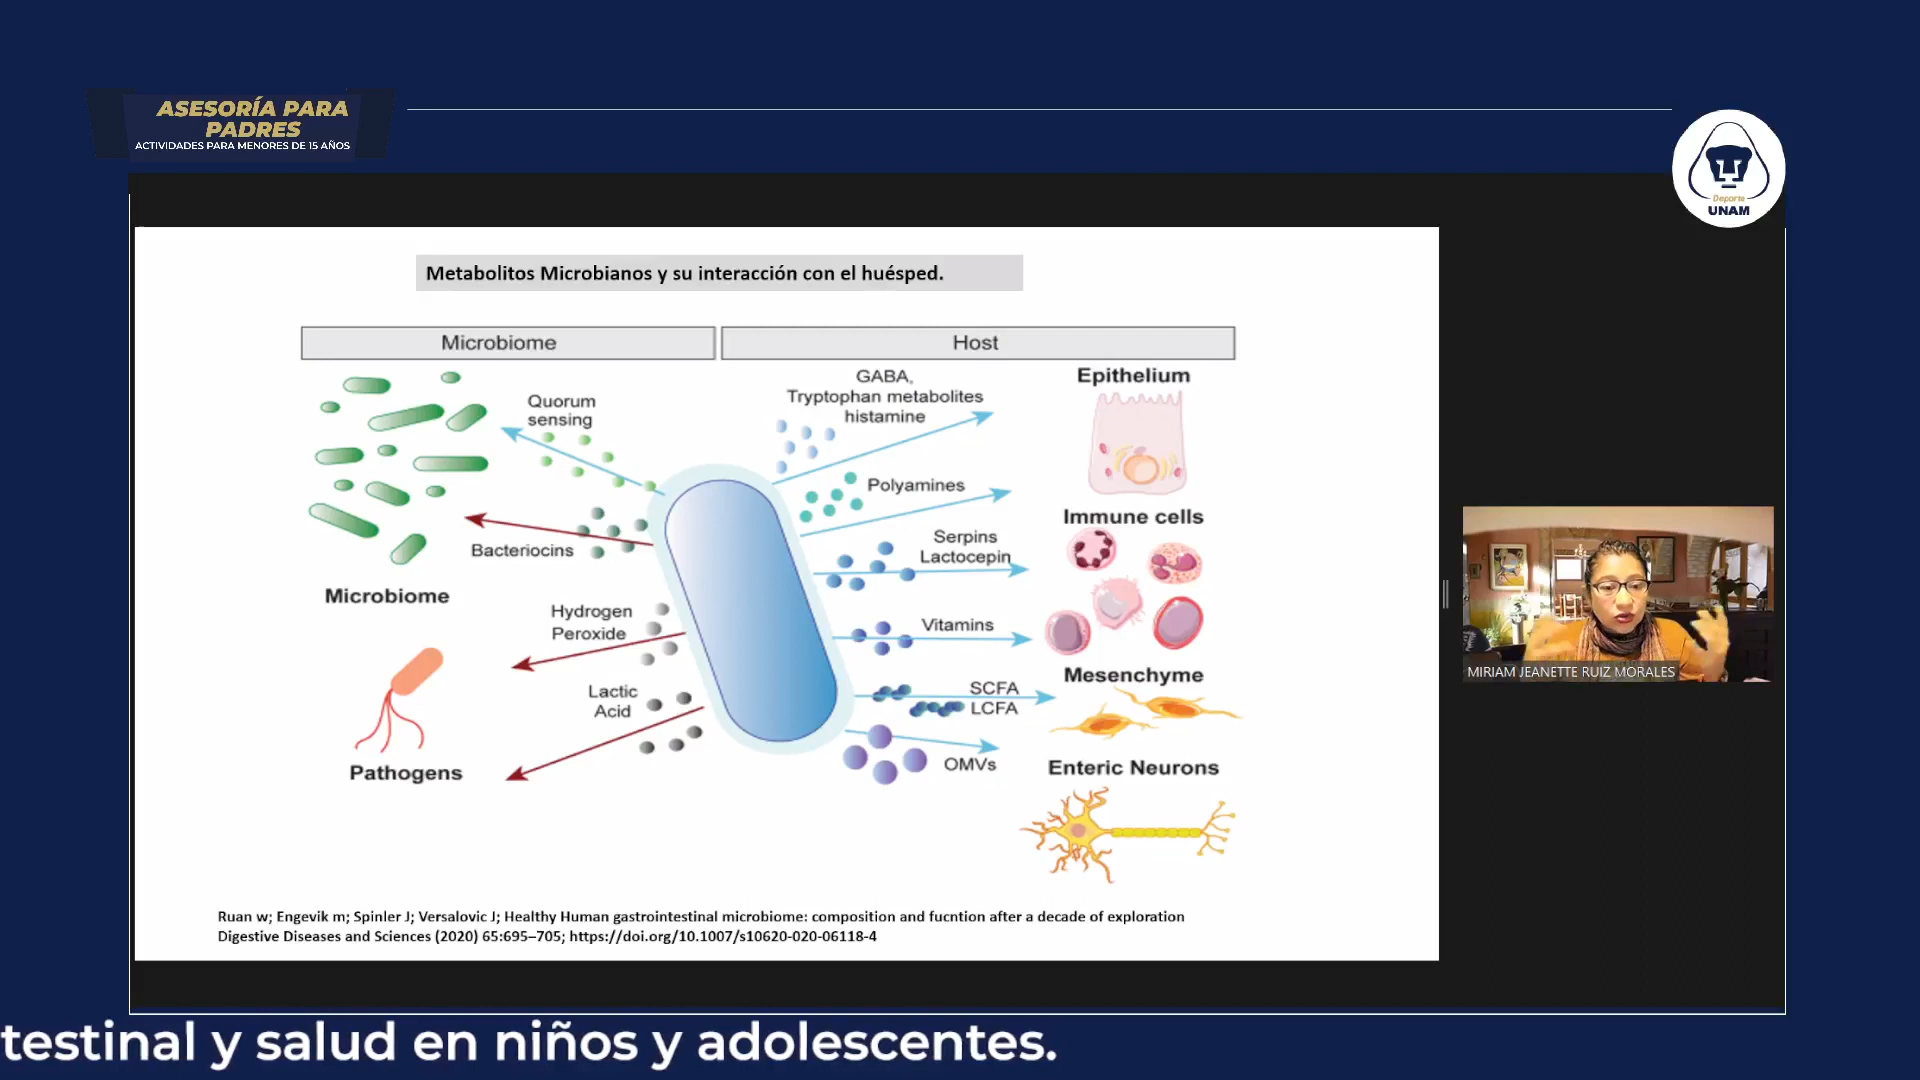 ASESORÍA PARA
PADRES
ACTIVIDADES PARA MENORES DE 15 AÑOS
Deporte
UNAM
Metabolitos Microbianos y su interacción con el huésped.
Microbiome
Host
Quorum
sensing
Bacteriocins
Microbiome
Hydrogen
Peroxide
Lactic
Acid
Pathogens
GABA,
Tryptophan metabolites
histamine
Polyamines
Serpins
Lactocepin
Vitamins
SCFA
LCFA
OMVs
Epithelium
Immune cells
Mesenchyme
Enteric Neurons
MIRIAM JEANETTE RUIZ MORALES
Ruan w; Engevik m; Spinler J; Versalovic J; Healthy Human gastrointestinal microbiome: composition and fucntion after a decade of exploration
Digestive Diseases and Sciences (2020) 65:695–705; https://doi.org/10.1007/s10620-020-06118-4
testinal y salud en niños y adolescentes.